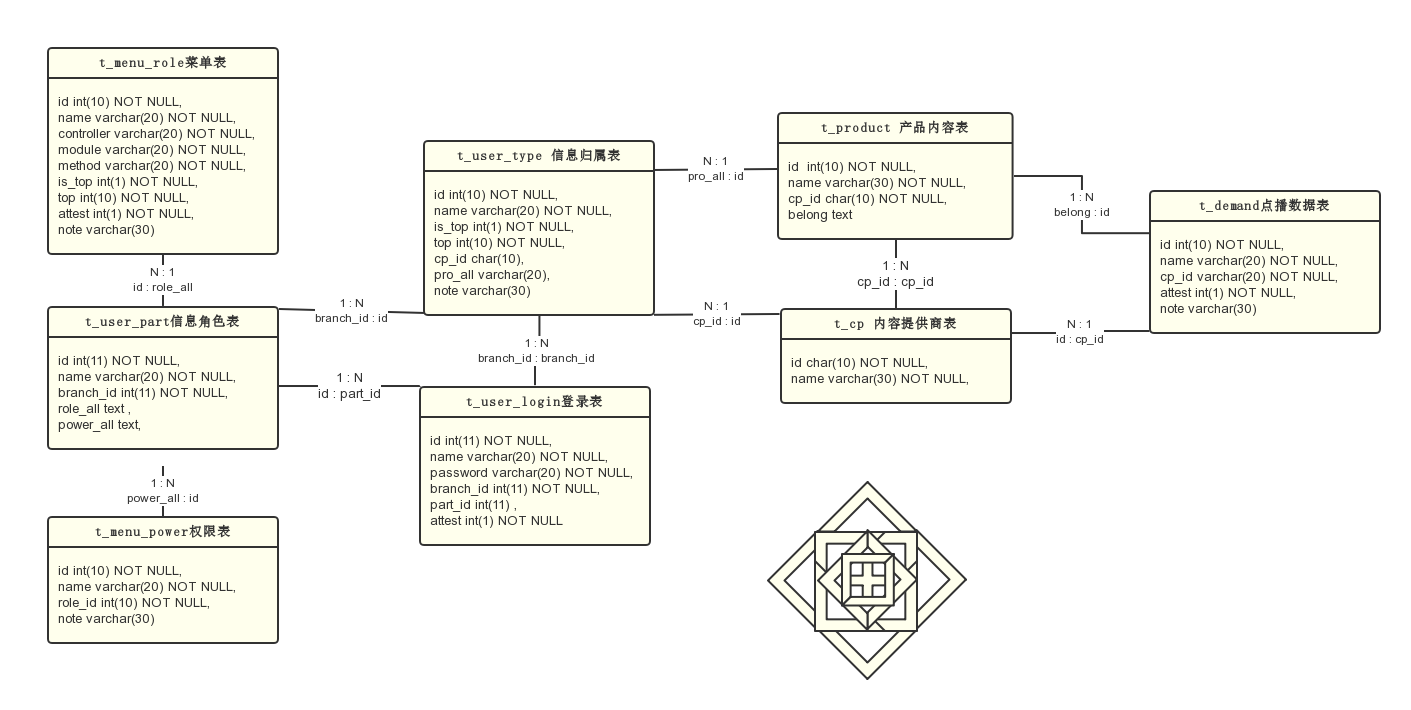 t_menu_role菜单表
id int(10) NOT NULL,
name varchar(20) NOT NULL,
controller varchar(20) NOT NULL,
module varchar(20) NOT NULL,
method varchar(20) NOT NULL,
is_top int(1) NOT NULL,
top int(10) NOT NULL,
attest int(1) NOT NULL,
note varchar(30)
N : 1
id : role_all
t_user_part信息角色表
id int(11) NOT NULL,
name varchar(20) NOT NULL,
branch_id int(11) NOT NULL,
role_all text ,
power_all text,
1 : N
power_all : id
t_menu_power权限表
id int(10) NOT NULL,
name varchar(20) NOT NULL,
role_id int(10) NOT NULL,
note varchar(30)
1 : N
branch_id : id
1 : N
id : part_id
t_user_type 信息归属表
id int(10) NOT NULL,
name varchar(20) NOT NULL,
is_top int(1) NOT NULL,
top int(10) NOT NULL,
cp_id char(10),
pro_all varchar(20),
note varchar(30)
1 : N
branch_id : branch_id
t_user_login登录表
id int(11) NOT NULL,
name varchar(20) NOT NULL,
password varchar(20) NOT NULL,
branch_id int(11) NOT NULL,
part_id int(11) ,
attest int(1) NOT NULL
N : 1
pro_all : id
N : 1
cp_id : id
t_product 产品内容表
id int(10) NOT NULL,
name varchar(30) NOT NULL,
cp_id char(10) NOT NULL,
belong text
1 : N
cp_id : cp_id
t_cp 内容提供商表
id char(10) NOT NULL,
name varchar(30) NOT NULL,
1 : N
belong : id
N : 1
id : cp_id
t_demand点播数据表
id int(10) NOT NULL,
name varchar(20) NOT NULL,
cp_id varchar(20) NOT NULL,
attest int(1) NOT NULL,
note varchar(30)